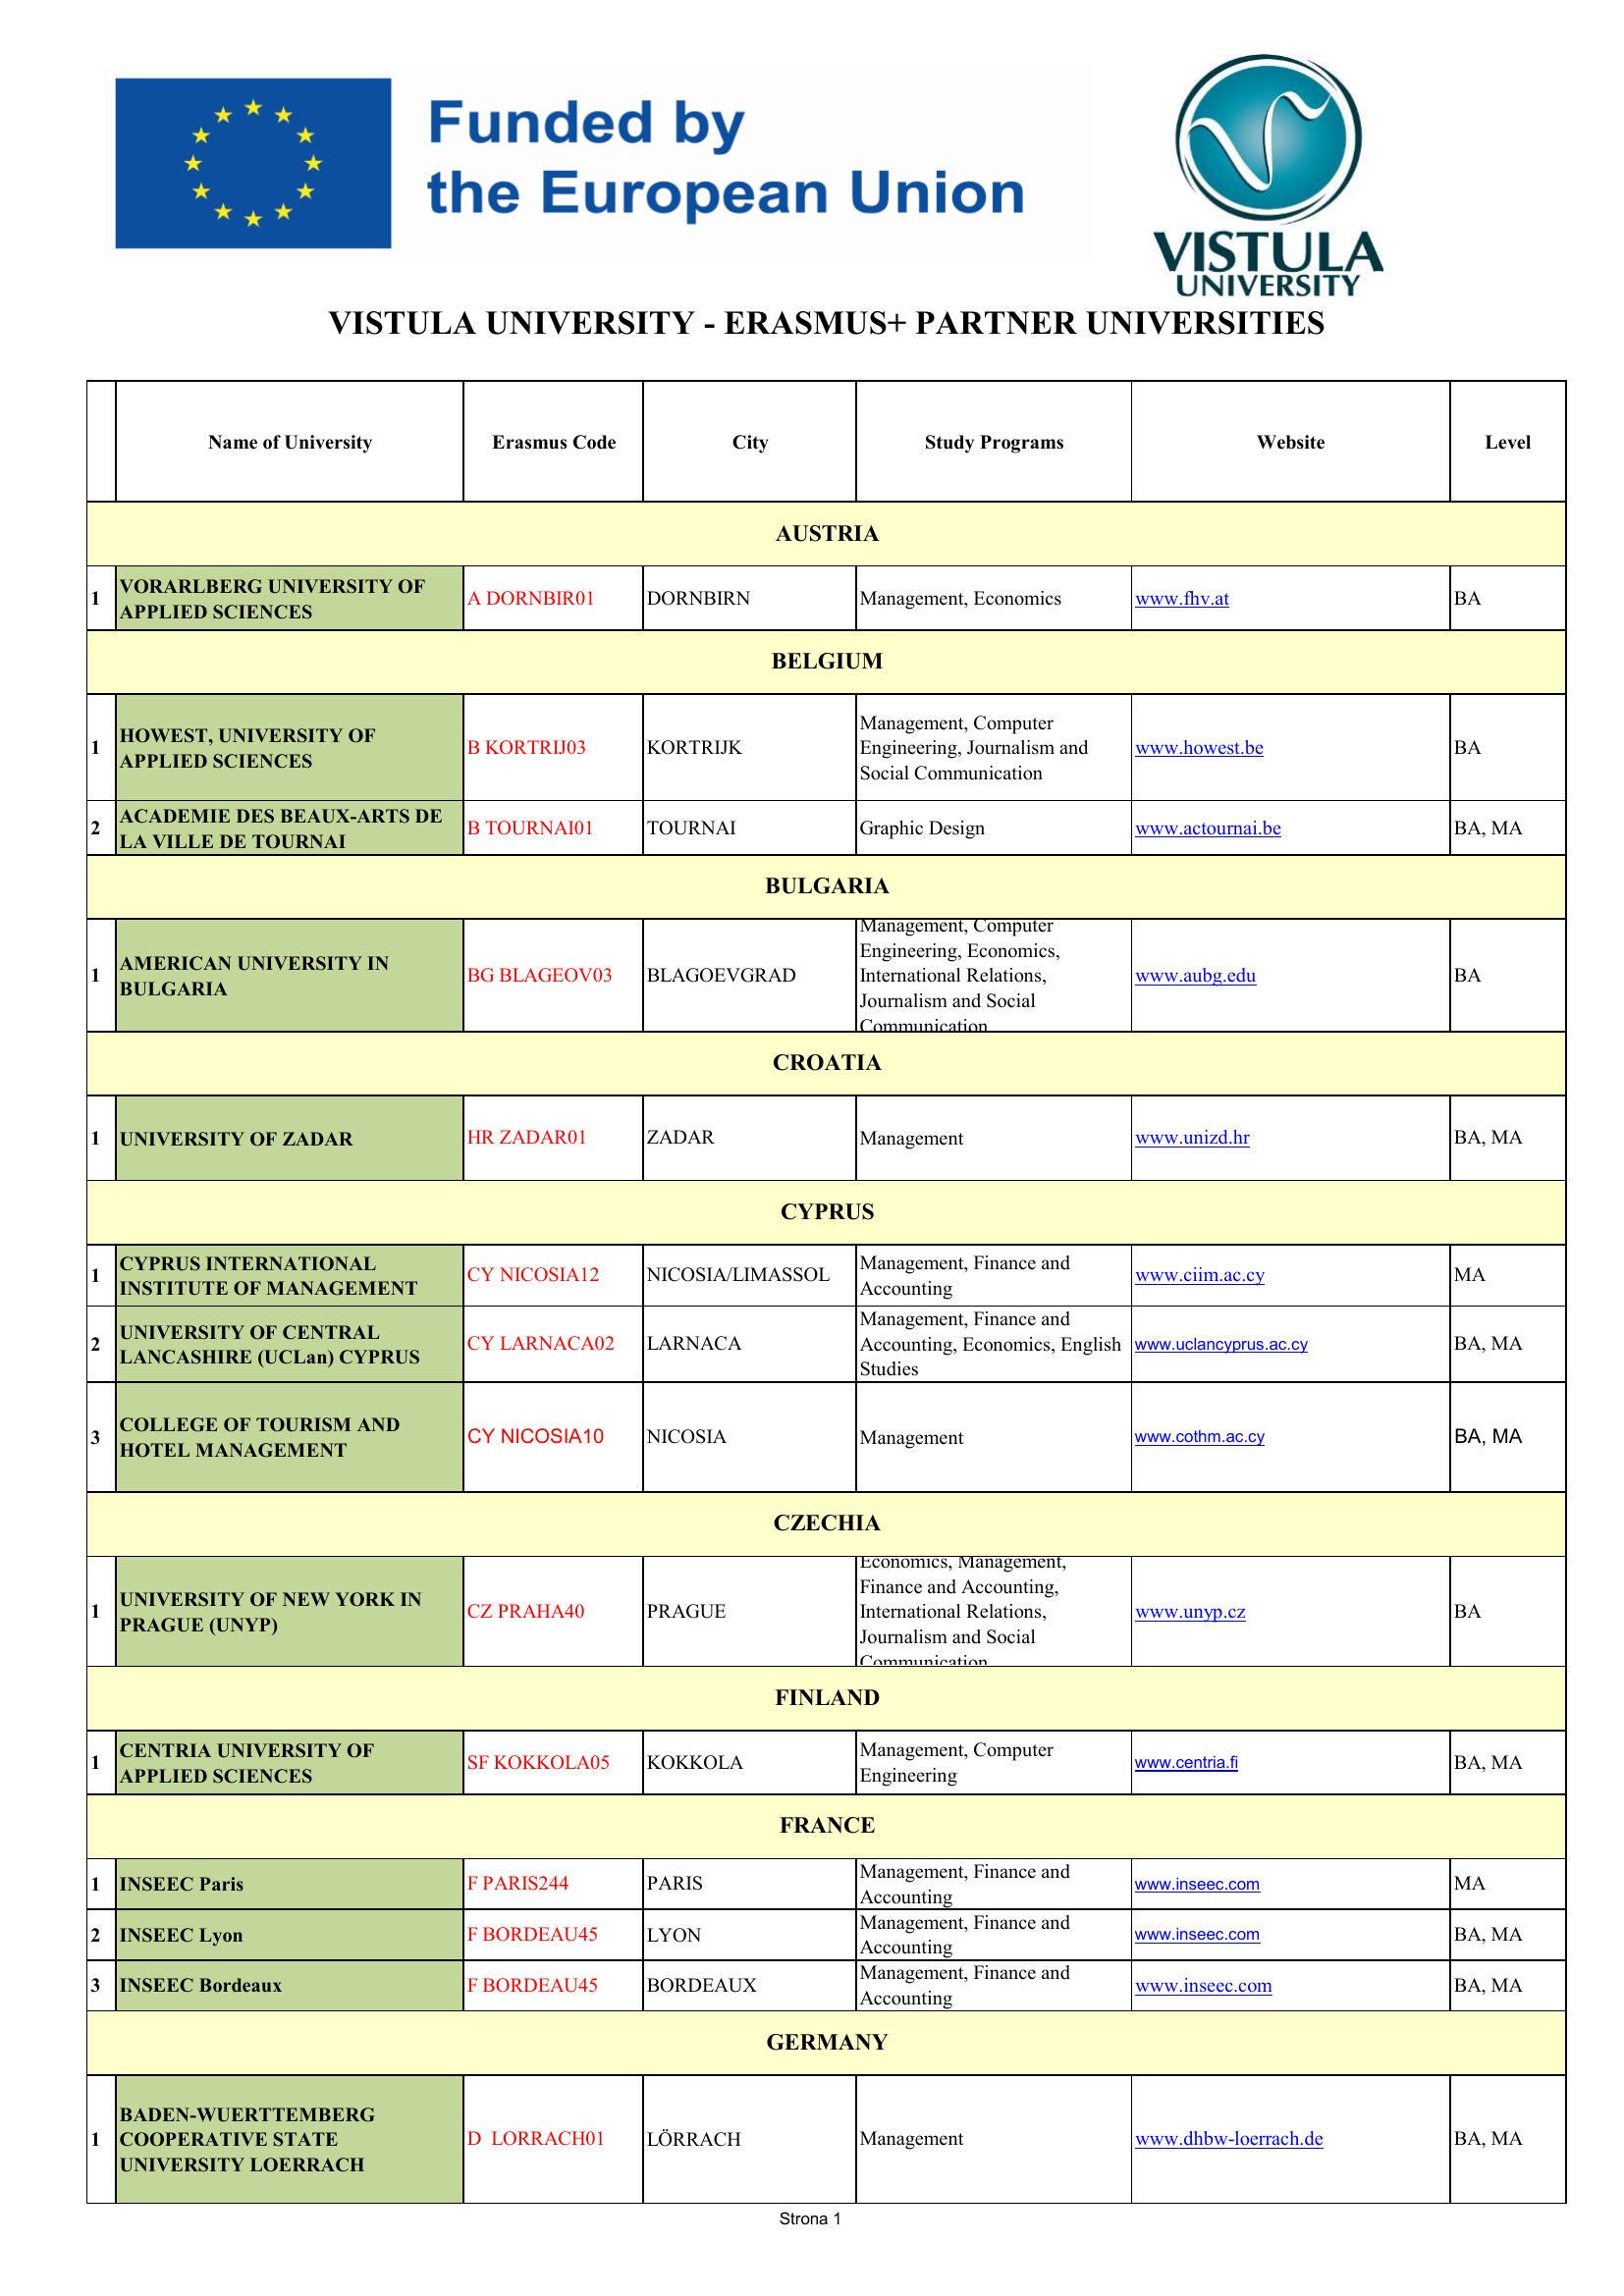 Funded by
the European Union
VISTULA
UNIVERSITY
VISTULA UNIVERSITY - ERASMUS+ PARTNER UNIVERSITIES
Name of University Erasmus Code City Study Programs Website Level
AUSTRIA
1 VORARLBERG UNIVERSITY OF
APPLIED SCIENCES A DORNBIR01 DORNBIRN Management, Economics www.fhv.at BA
BELGIUM
1 HOWEST, UNIVERSITY OF
APPLIED SCIENCES B KORTRIJ03 KORTRIJK Management, Computer
Engineering, Journalism and
Social Communication www.howest.be BA
2 ACADEMIE DES BEAUX-ARTS DE
LA VILLE DE TOURNAI B TOURNAI01 TOURNAI Graphic Design www.actournai.be BA, MA
BULGARIA
1 AMERICAN UNIVERSITY IN
BULGARIA BG BLAGEOV03 BLAGOEVGRAD Management, Computer
Engineering, Economics,
International Relations,
Journalism and Social
Communication www.aubg.edu BA
CROATIA
1 UNIVERSITY OF ZADAR HR ZADAR01 ZADAR Management www.unizd.hr BA, MA
CYPRUS
1 CYPRUS INTERNATIONAL
INSTITUTE OF MANAGEMENT CY NICOSIA12 NICOSIA/LIMASSOL Management, Finance and
Accounting www.ciim.ac.cy MA
2 UNIVERSITY OF CENTRAL
LANCASHIRE (UCLan) CYPRUS CY LARNACA02 LARNACA Management, Finance and
Accounting, Economics, English
Studies www.uclancyprus.ac.cy BA, MA
3 COLLEGE OF TOURISM AND
HOTEL MANAGEMENT CY NICOSIA10 NICOSIA Management www.cothm.ac.cy BA, MA
CZECHIA
1 UNIVERSITY OF NEW YORK IN
PRAGUE (UNYP) CZ PRAHA40 PRAGUE Economics, Management,
Finance and Accounting,
International Relations,
Journalism and Social
Communication www.unyp.cz BA
FINLAND
1 CENTRIA UNIVERSITY OF
APPLIED SCIENCES SF KOKKOLA05 KOKKOLA Management, Computer
Engineering www.centria.fi BA, MA
FRANCE
1 INSEEC Paris F PARIS244 PARIS Management, Finance and
Accounting www.inseec.com MA
2 INSEEC Lyon F BORDEAU45 LYON Management, Finance and
Accounting www.inseec.com BA, MA
3 INSEEC Bordeaux F BORDEAU45 BORDEAUX Management, Finance and
Accounting www.inseec.com BA, MA
GERMANY
1 BADEN-WUERTTEMBERG
COOPERATIVE STATE
UNIVERSITY LOERRACH D  LORRACH01 LÖRRACH Management www.dhbw-loerrach.de BA, MA
Strona 1